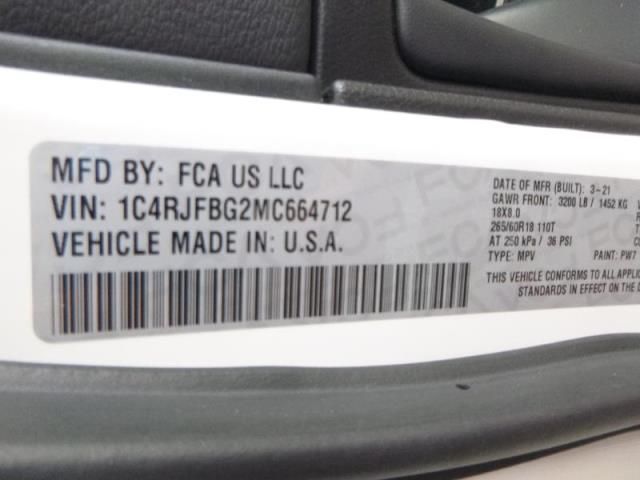 MFD BY: FCA US LLC
VIN: 1C4RJFBG2MC664712
VEHICLE MADE IN: U.S.A.
DATE OF MFR (BUILT): 3-21
GAWR FRONT: 3200 LB / 1452 KG
18X8.0
265/60R18 110T
AT 250 kPa / 36 PSI
TYPE: MPV PAINT: PW7
THIS VEHICLE CONFORMS TO ALL APPLIC
STANDARDS IN EFFECT ON THE D